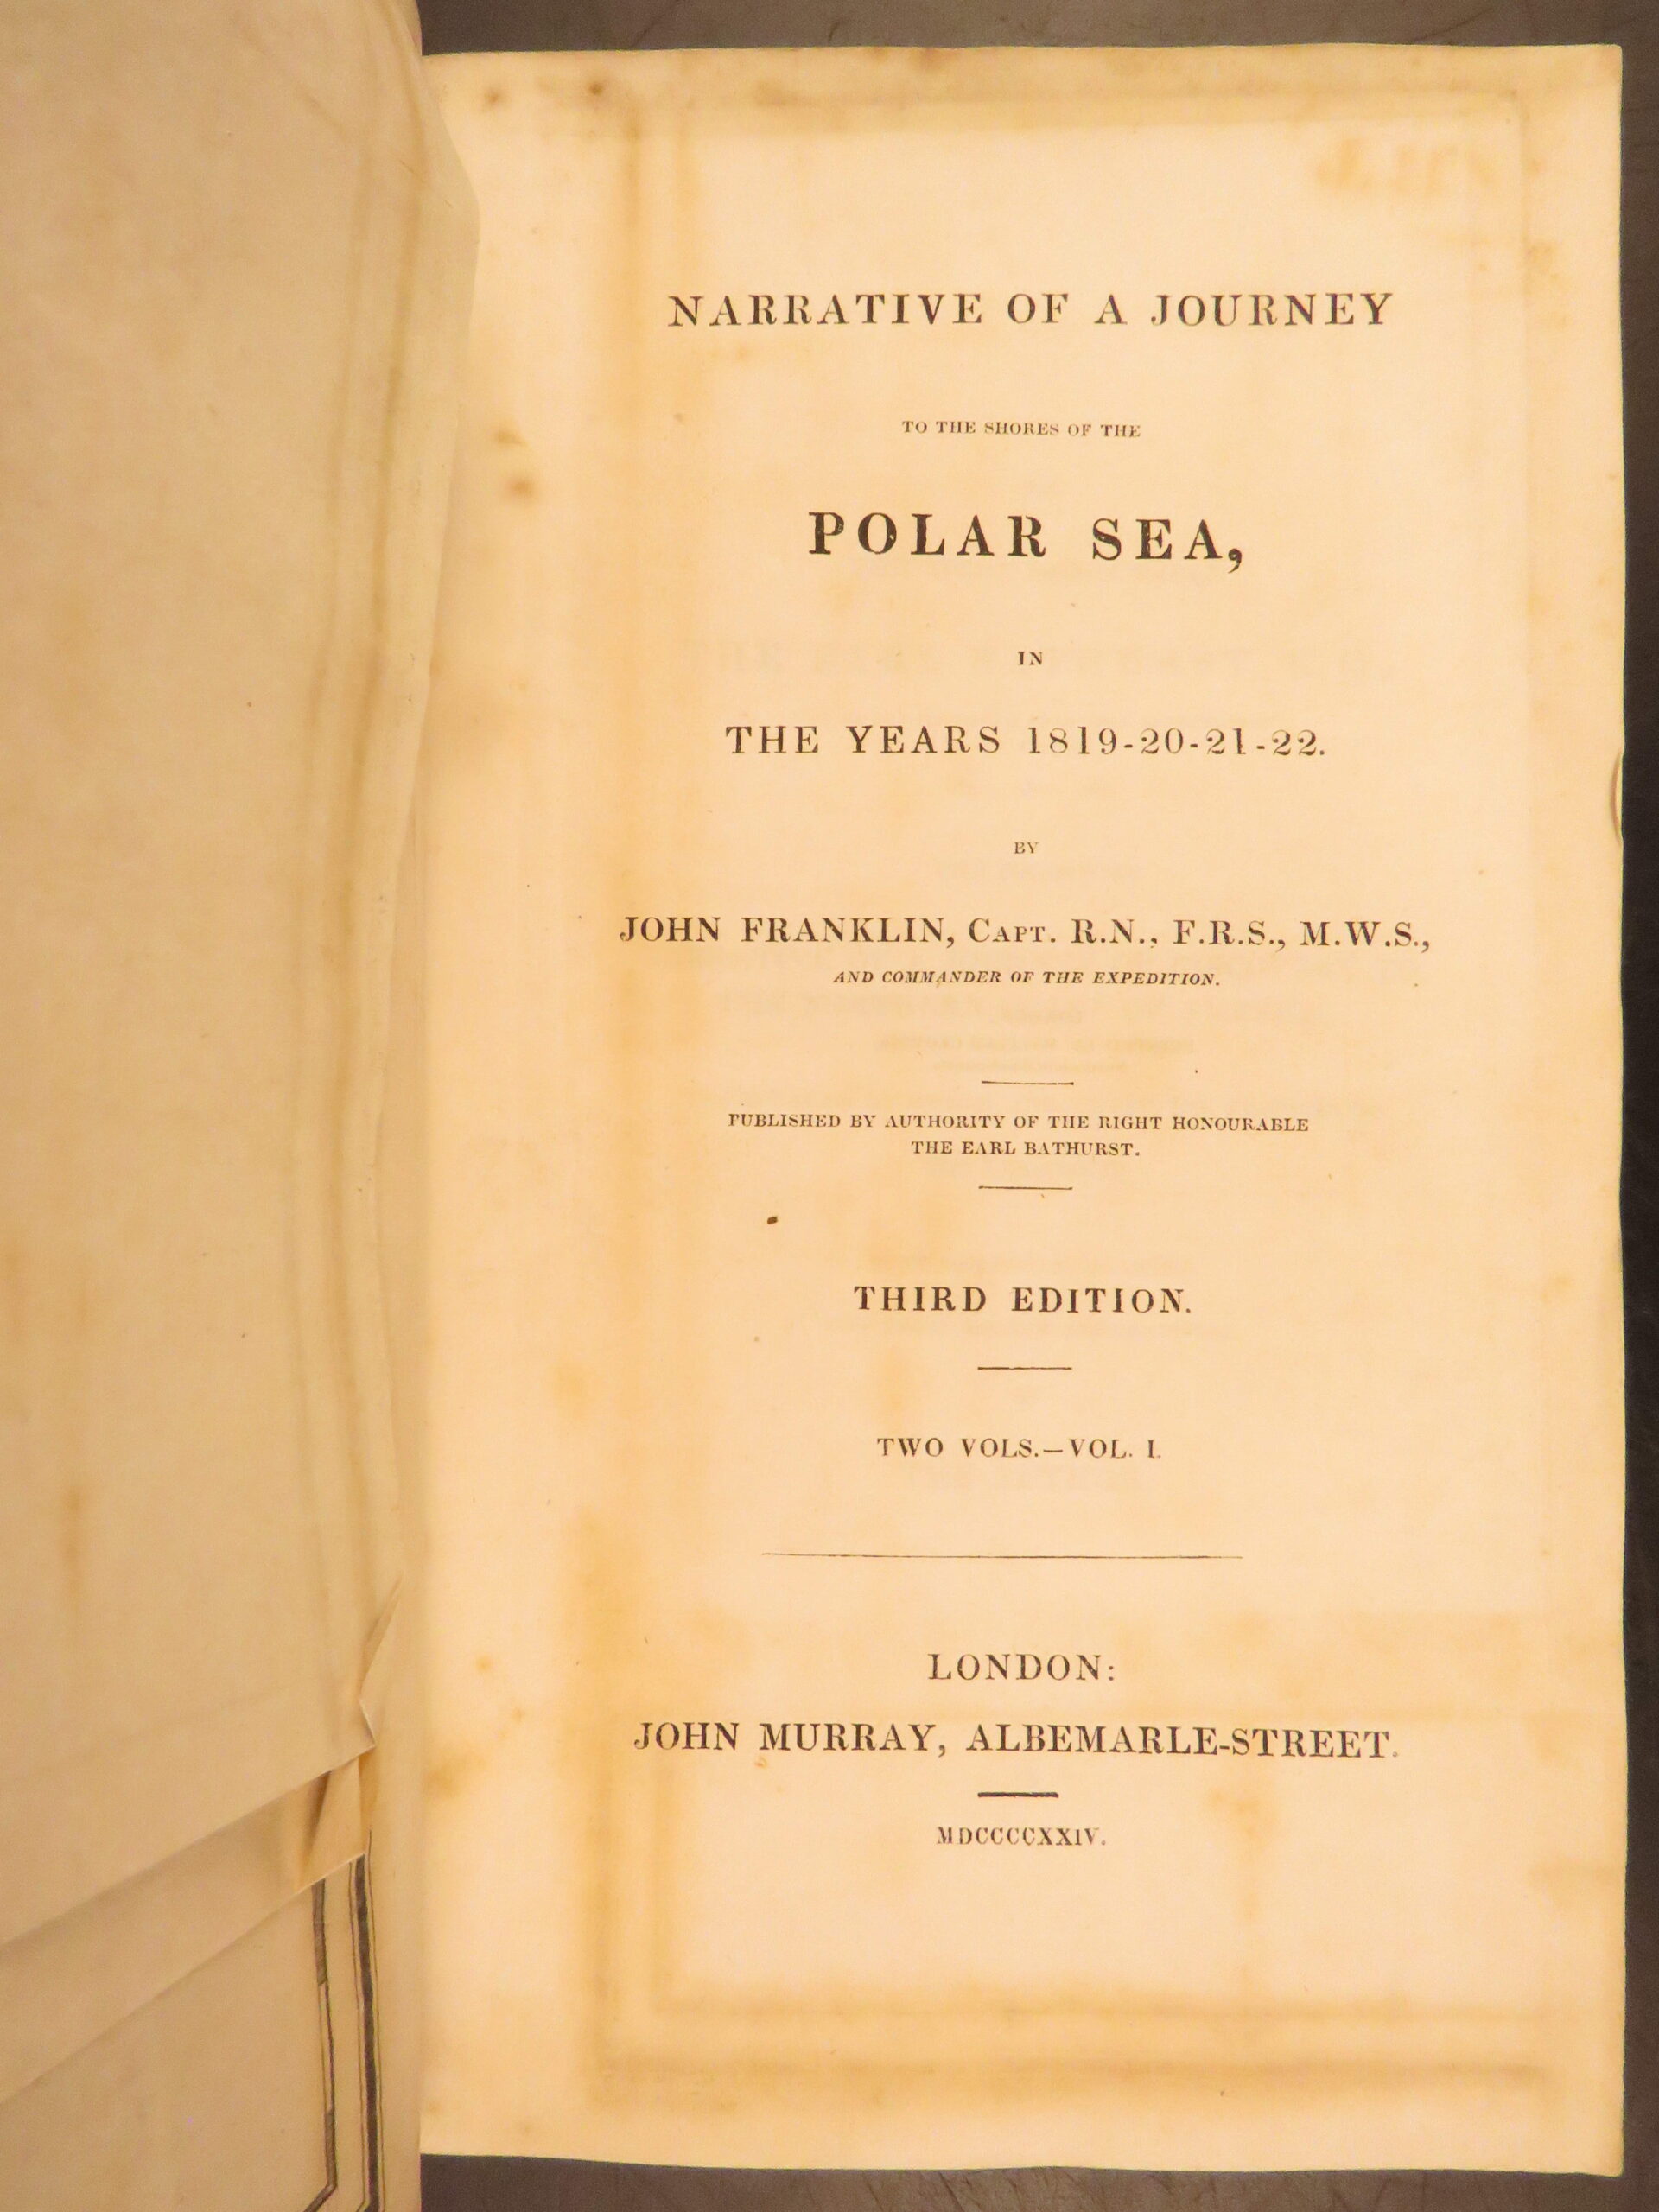 NARRATIVE OF A JOURNEY
TO THE SHORES OF THE
POLAR SEA,
IN
THE YEARS 1819-20-21-22.
BY
JOHN FRANKLIN, CAPT. R.N., F.R.S., M.W.S.,
AND COMMANDER OF THE EXPEDITION.
PUBLISHED BY AUTHORITY OF THE RIGHT HONOURABLE
THE EARL BATHURST.
THIRD EDITION.
TWO VOLS.—VOL. I.
LONDON:
JOHN MURRAY, ALBEMARLE-STREET.
MDCCCCXXIV.